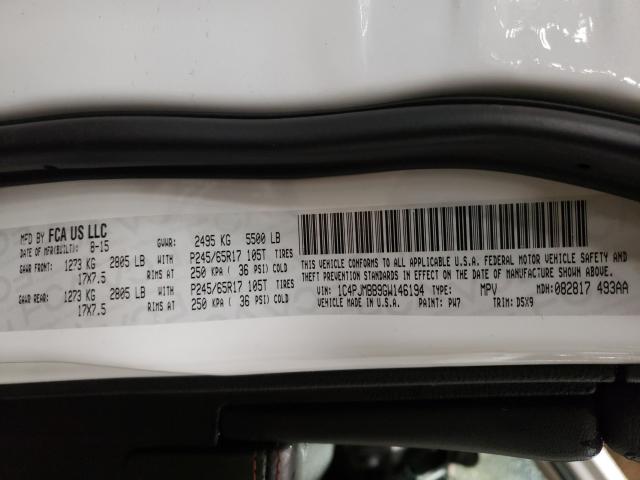 MFD BY FCA US LLC
DATE OF MFR(BUILT): 8-15
GVWR: 2495 KG 5500 LB
GAWR FRONT: 1273 KG 2805 LB WITH P245/65R17 105T TIRES
17X7.5 RIMS AT 250 KPA ( 36 PSI) COLD
GAWR REAR: 1273 KG 2805 LB WITH P245/65R17 105T TIRES
17X7.5 RIMS AT 250 KPA ( 36 PSI) COLD
THIS VEHICLE CONFORMS TO ALL APPLICABLE U.S.A. FEDERAL MOTOR VEHICLE SAFETY, BUMPER AND
THEFT PREVENTION STANDARDS IN EFFECT ON THE DATE OF MANUFACTURE SHOWN ABOVE.
VIN: 1C4PJMBB9GW146194 TYPE: MPV MDH: 082817 493AA
VEHICLE MADE IN U.S.A. PAINT: PW7 TRIM: D5X9